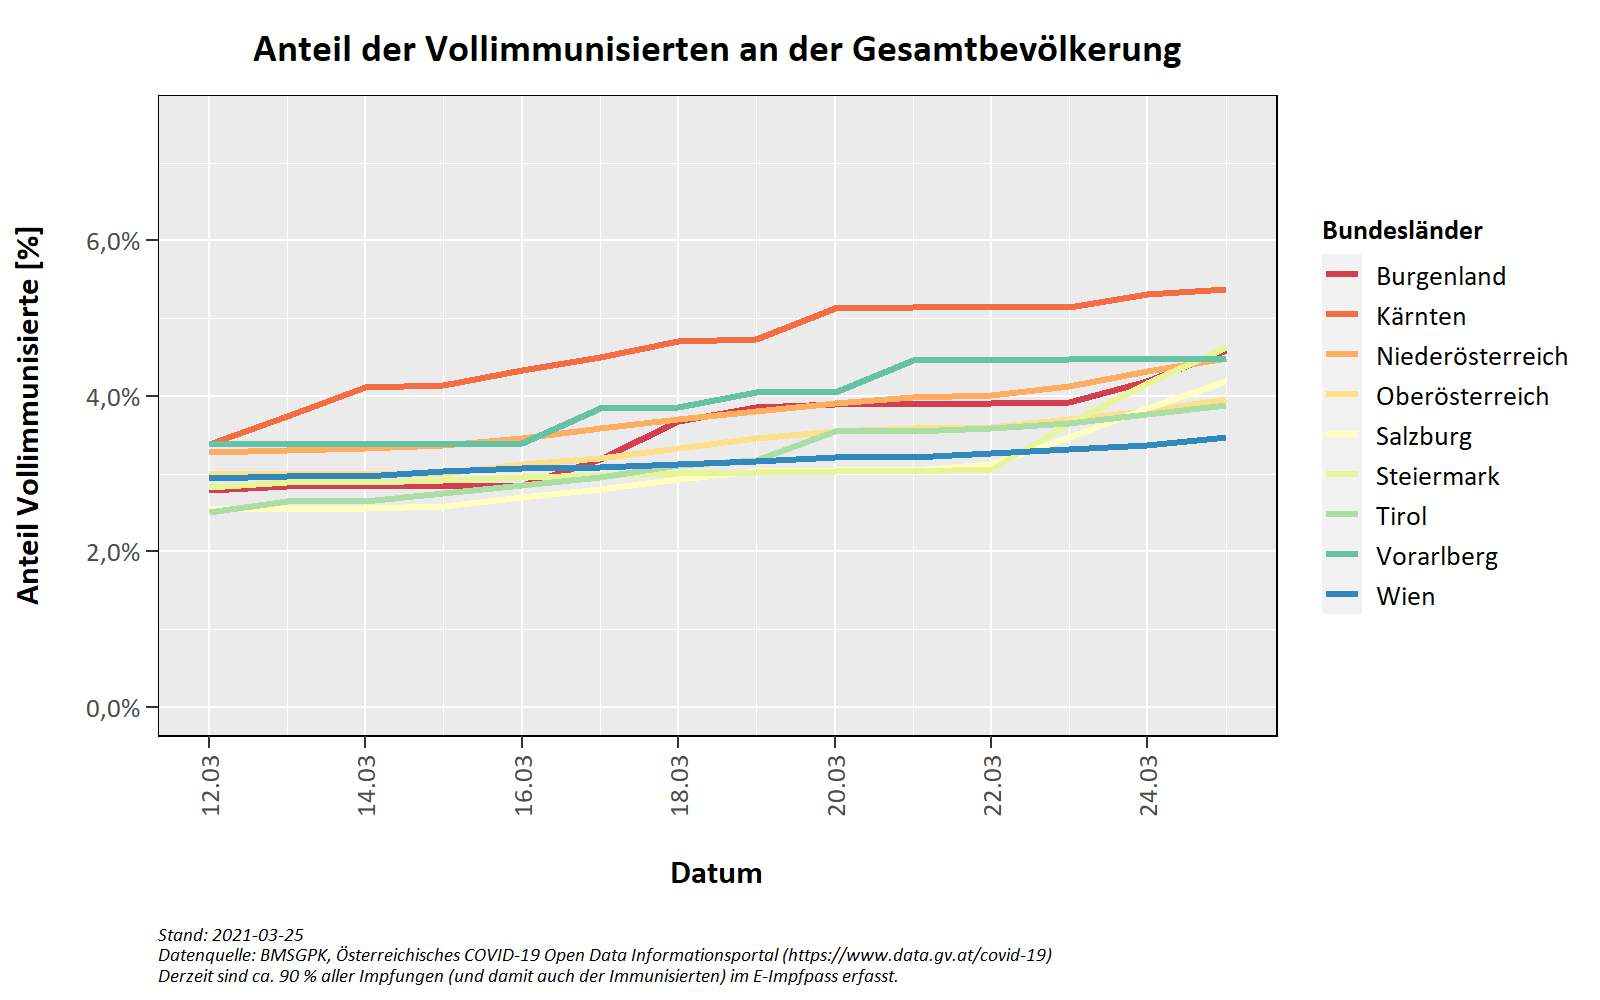 Anteil der Vollimmunisierten an der Gesamtbevölkerung
Anteil Vollimmunisierte [%]
6,0%
4,0%
2,0%
0,0%
12.03
14.03
16.03
18.03
20.03
22.03
24.03
Datum
Bundesländer
Burgenland
Kärnten
Niederösterreich
Oberösterreich
Salzburg
Steiermark
Tirol
Vorarlberg
Wien
Stand: 2021-03-25
Datenquelle: BMSGPK, Österreichisches COVID-19 Open Data Informationsportal (https://www.data.gv.at/covid-19)
Derzeit sind ca. 90 % aller Impfungen (und damit auch der Immunisierten) im E-Impfpass erfasst.